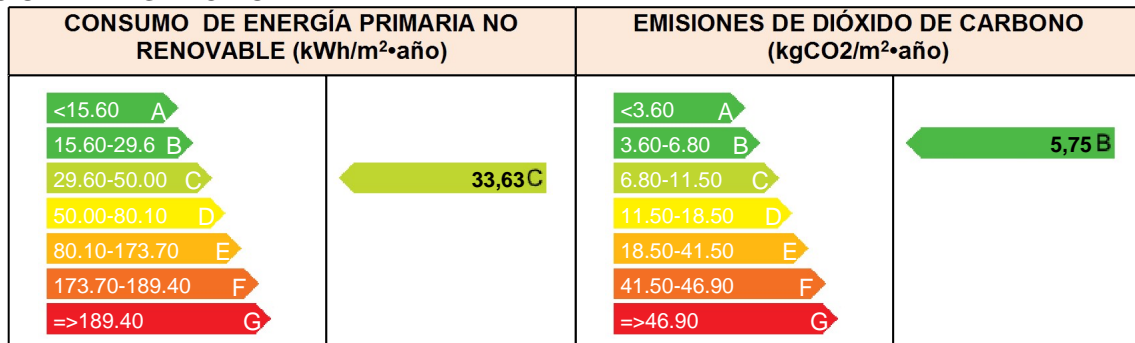 CONSUMO DE ENERGÍA PRIMARIA NO
RENOVABLE (kWh/m²•año)
<15.60 A
15.60-29.6 B
29.60-50.00 C
50.00-80.10 D
80.10-173.70 E
173.70-189.40 F
=>189.40 G
33,63 C
EMISIONES DE DIÓXIDO DE CARBONO
(kgCO2/m²•año)
<3.60 A
3.60-6.80 B
6.80-11.50 C
11.50-18.50 D
18.50-41.50 E
41.50-46.90 F
=>46.90 G
5,75 B